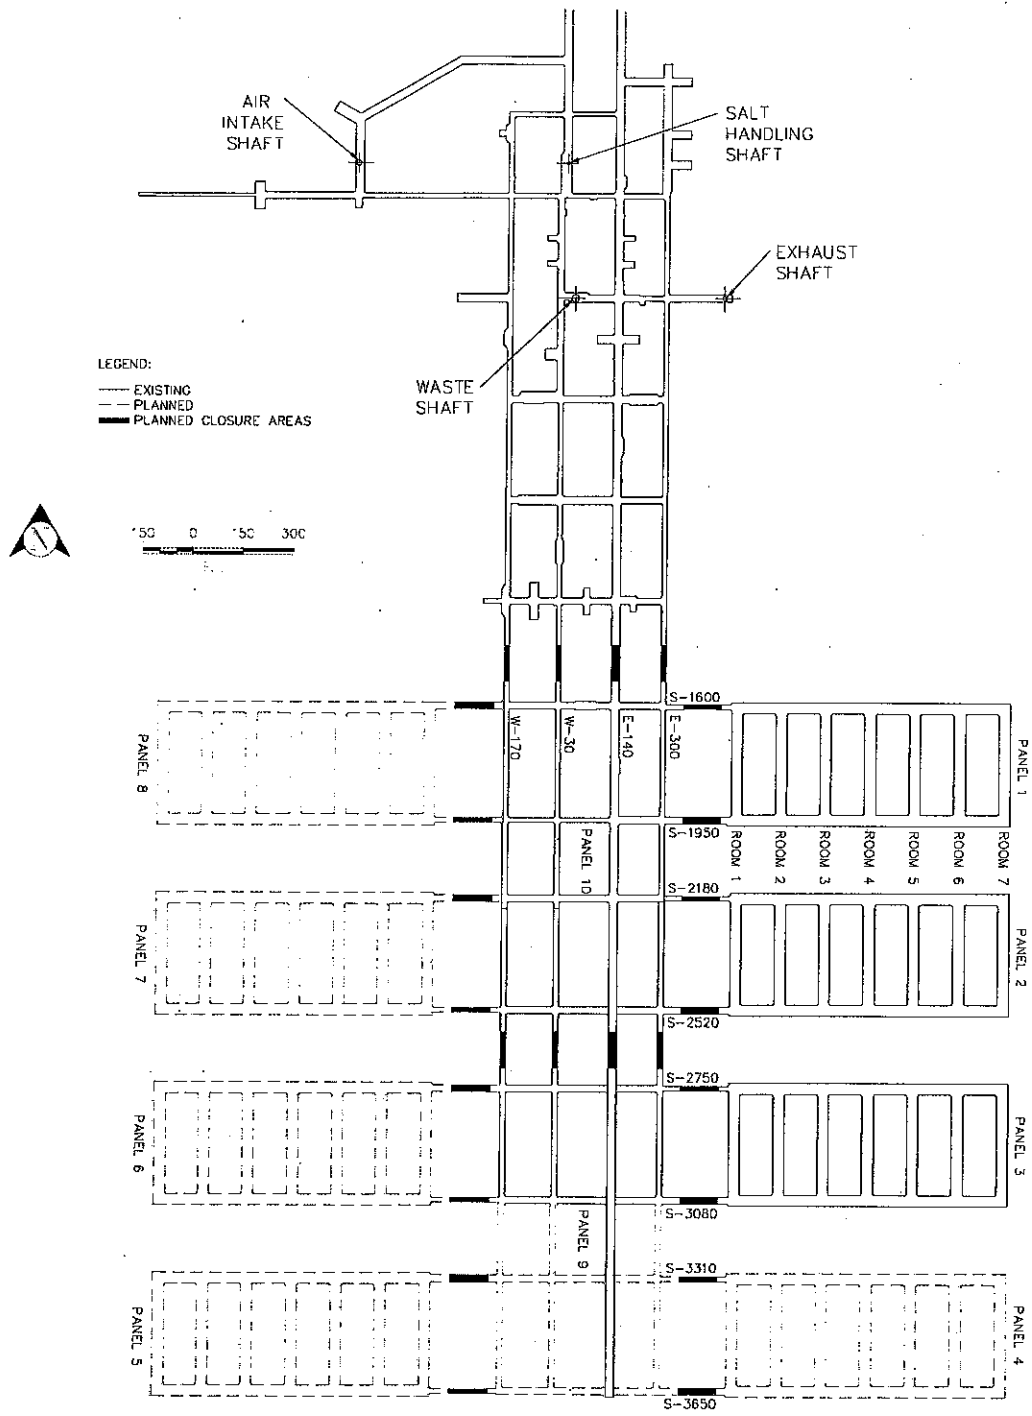 AIR
INTAKE
SHAFT
SALT
HANDLING
SHAFT
EXHAUST
SHAFT
WASTE
SHAFT
LEGEND:
EXISTING
PLANNED
PLANNED CLOSURE AREAS
N
150 0 150 300
S-1600
W-170
W-30
E-140
E-300
PANEL 8
PANEL 1
S-1950
PANEL 10
ROOM 1
ROOM 2
ROOM 3
ROOM 4
ROOM 5
ROOM 6
ROOM 7
S-2180
PANEL 7
PANEL 2
S-2520
S-2750
PANEL 6
PANEL 3
S-3080
PANEL 9
S-3310
PANEL 5
PANEL 4
S-3650